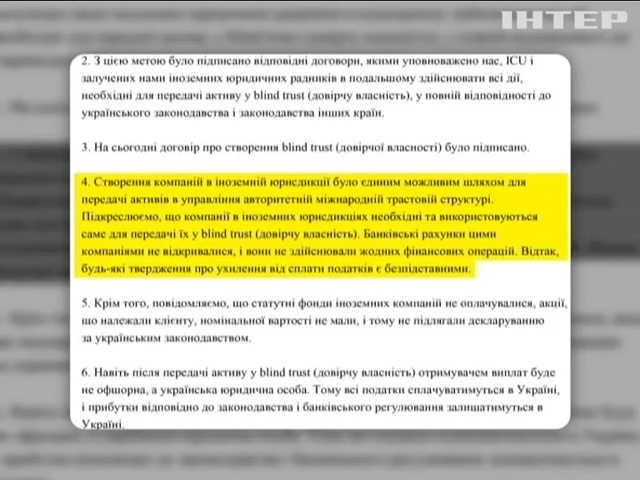 ІНТЕР
2. З цією метою було підписано відповідні договори, якими уповноважено нас, ICU і
залучених нами іноземних юридичних радників в подальшому здійснювати всі дії,
необхідні для передачі активу у blind trust (довірчу власність), у повній відповідності до
українського законодавства і законодавства інших країн.
3. На сьогодні договір про створення blind trust (довірчої власності) було підписано.
4. Створення компаній в іноземній юрисдикції було єдиним можливим шляхом для
передачі активів в управління авторитетній міжнародній трастовій структурі.
Підкреслюємо, що компанії в іноземних юрисдикціях необхідні та використовуються
саме для передачі їх у blind trust (довірчу власність). Банківські рахунки цими
компаніями не відкривалися, і вони не здійснювали жодних фінансових операцій. Відтак,
будь-які твердження про ухилення від сплати податків є безпідставними.
5. Крім того, повідомляємо, що статутні фонди іноземних компаній не оплачувалися, акції,
що належали клієнту, номінальної вартості не мали, і тому не підлягали декларуванню
за українським законодавством.
6. Навіть після передачі активу у blind trust (довірчу власність) отримувачем виплат буде
не офшорна, а українська юридична особа. Тому всі податки сплачуватимуться в Україні,
і прибутки відповідно до законодавства і банківського регулювання залишатимуться в
Україні.